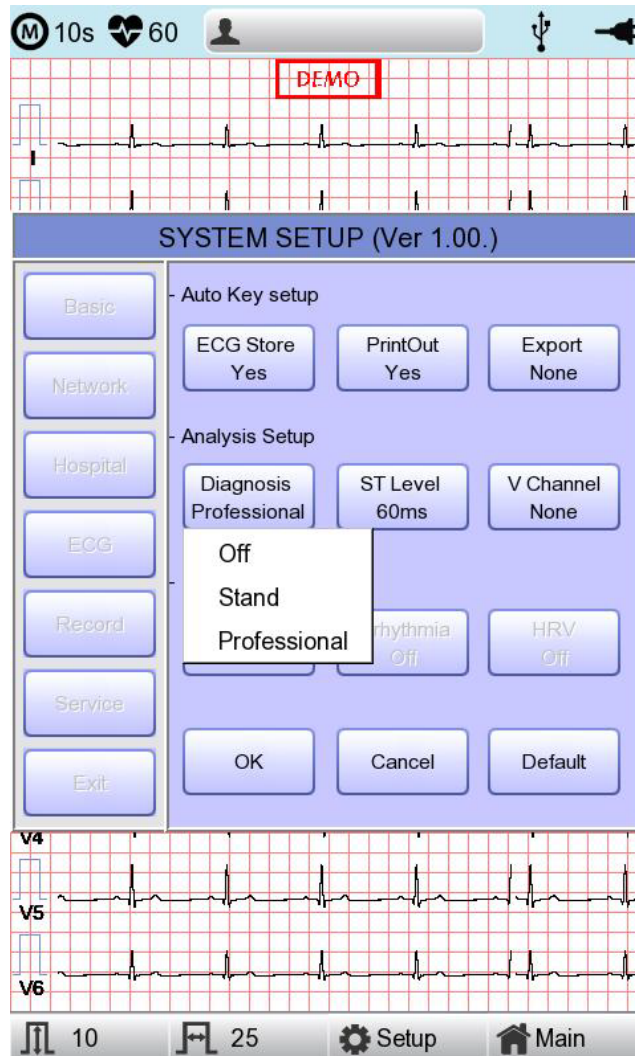 M 10s 60
DEMO
I
SYSTEM SETUP (Ver 1.00.)
Basic
Network
Hospital
ECG
Record
Service
Exit
- Auto Key setup
ECG Store
Yes
PrintOut
Yes
Export
None
- Analysis Setup
Diagnosis
Professional
ST Level
60ms
V Channel
None
Off
Stand
Professional
-
Off
HRV
Off
OK
Cancel
Default
V4
V5
V6
10
25
Setup
Main